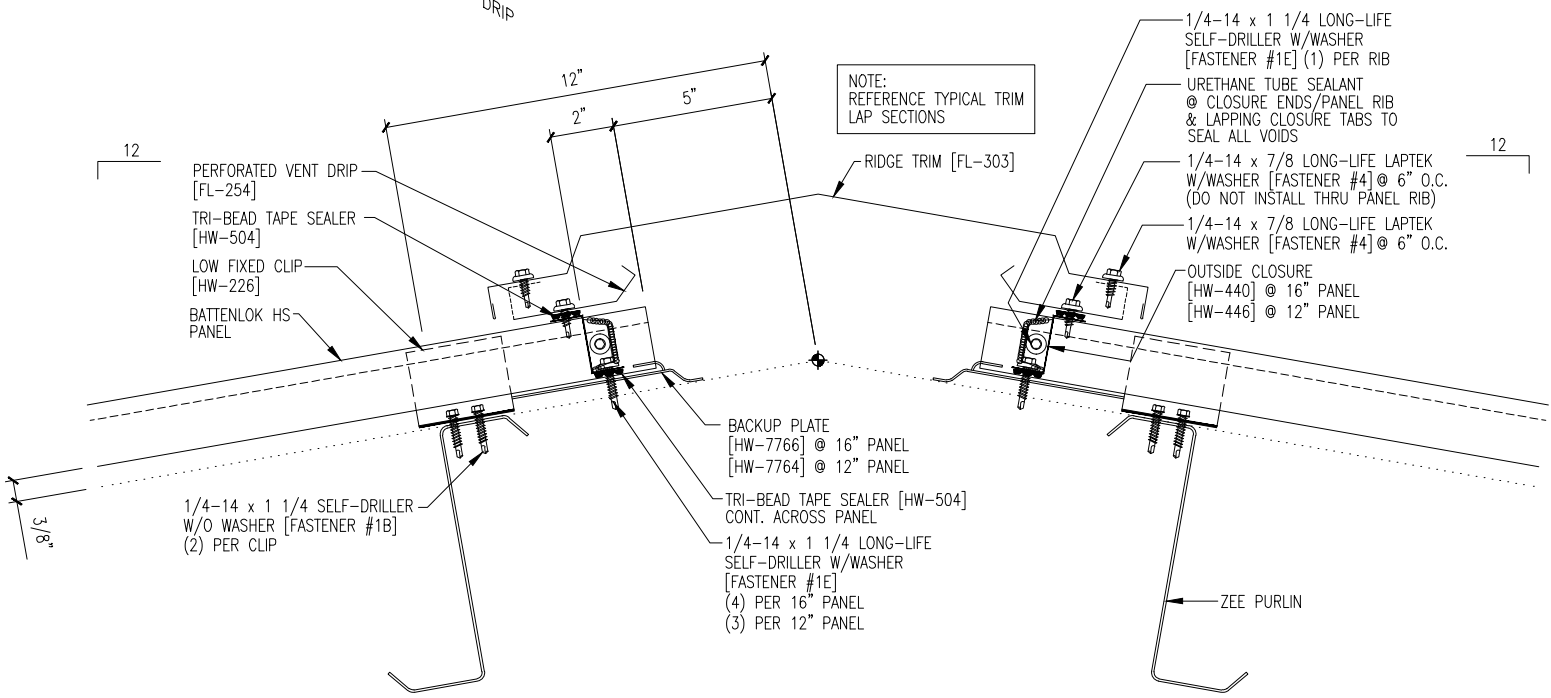 DRIP
12"
2"
5"
12
PERFORATED VENT DRIP
[FL-254]
TRI-BEAD TAPE SEALER
[HW-504]
LOW FIXED CLIP
[HW-226]
BATTENLOK HS
PANEL
3/8"
1/4-14 x 1 1/4 SELF-DRILLER
W/O WASHER [FASTENER #1B]
(2) PER CLIP
NOTE:
REFERENCE TYPICAL TRIM
LAP SECTIONS
RIDGE TRIM [FL-303]
BACKUP PLATE
[HW-7766] @ 16" PANEL
[HW-7764] @ 12" PANEL
TRI-BEAD TAPE SEALER [HW-504]
CONT. ACROSS PANEL
1/4-14 x 1 1/4 LONG-LIFE
SELF-DRILLER W/WASHER
[FASTENER #1E]
(4) PER 16" PANEL
(3) PER 12" PANEL
1/4-14 x 1 1/4 LONG-LIFE
SELF-DRILLER W/WASHER
[FASTENER #1E] (1) PER RIB
URETHANE TUBE SEALANT
@ CLOSURE ENDS/PANEL RIB
& LAPPING CLOSURE TABS TO
SEAL ALL VOIDS
12
1/4-14 x 7/8 LONG-LIFE LAPTEK
W/WASHER [FASTENER #4] @ 6" O.C.
(DO NOT INSTALL THRU PANEL RIB)
1/4-14 x 7/8 LONG-LIFE LAPTEK
W/WASHER [FASTENER #4] @ 6" O.C.
OUTSIDE CLOSURE
[HW-440] @ 16" PANEL
[HW-446] @ 12" PANEL
ZEE PURLIN